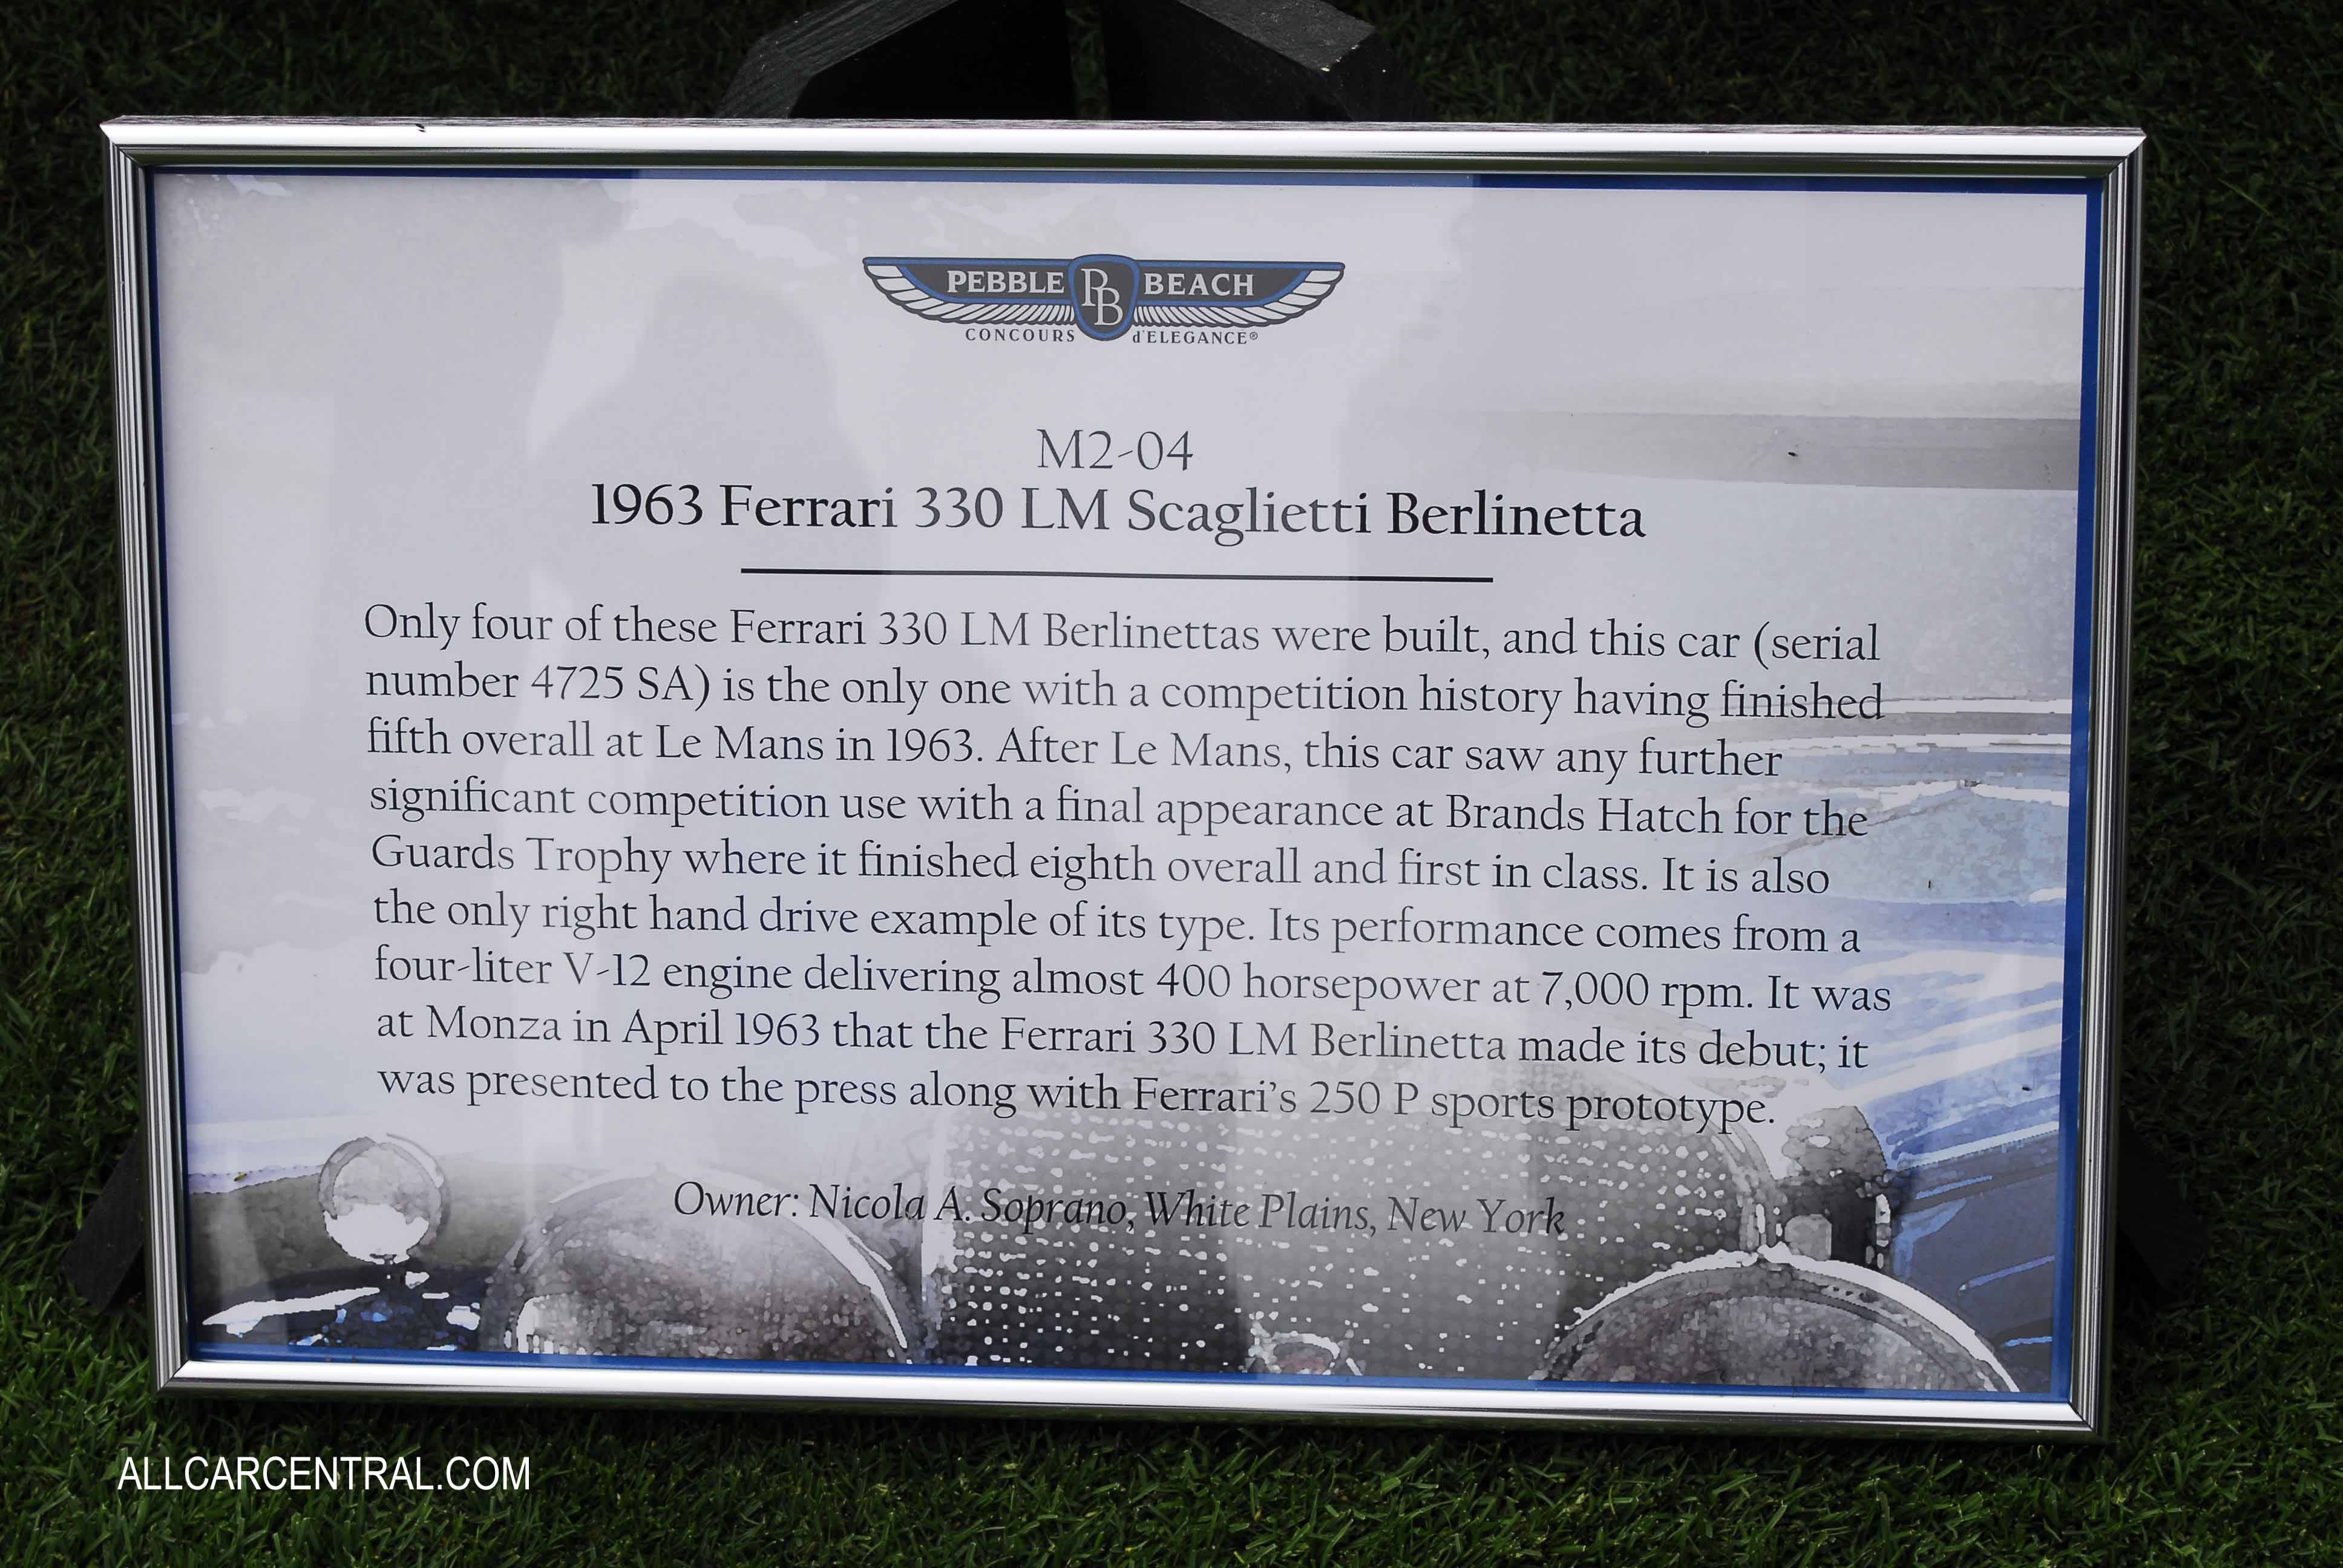 PEBBLE PB BEACH
CONCOURS d'ELEGANCE®
M2-04
1963 Ferrari 330 LM Scaglietti Berlinetta
Only four of these Ferrari 330 LM Berlinettas were built, and this car (serial
number 4725 SA) is the only one with a competition history having finished
fifth overall at Le Mans in 1963. After Le Mans, this car saw any further
significant competition use with a final appearance at Brands Hatch for the
Guards Trophy where it finished eighth overall and first in class. It is also
the only right hand drive example of its type. Its performance comes from a
four-liter V-12 engine delivering almost 400 horsepower at 7,000 rpm. It was
at Monza in April 1963 that the Ferrari 330 LM Berlinetta made its debut; it
was presented to the press along with Ferrari's 250 P sports prototype.
Owner: Nicola A. Soprano, White Plains, New York
ALLCARCENTRAL.COM